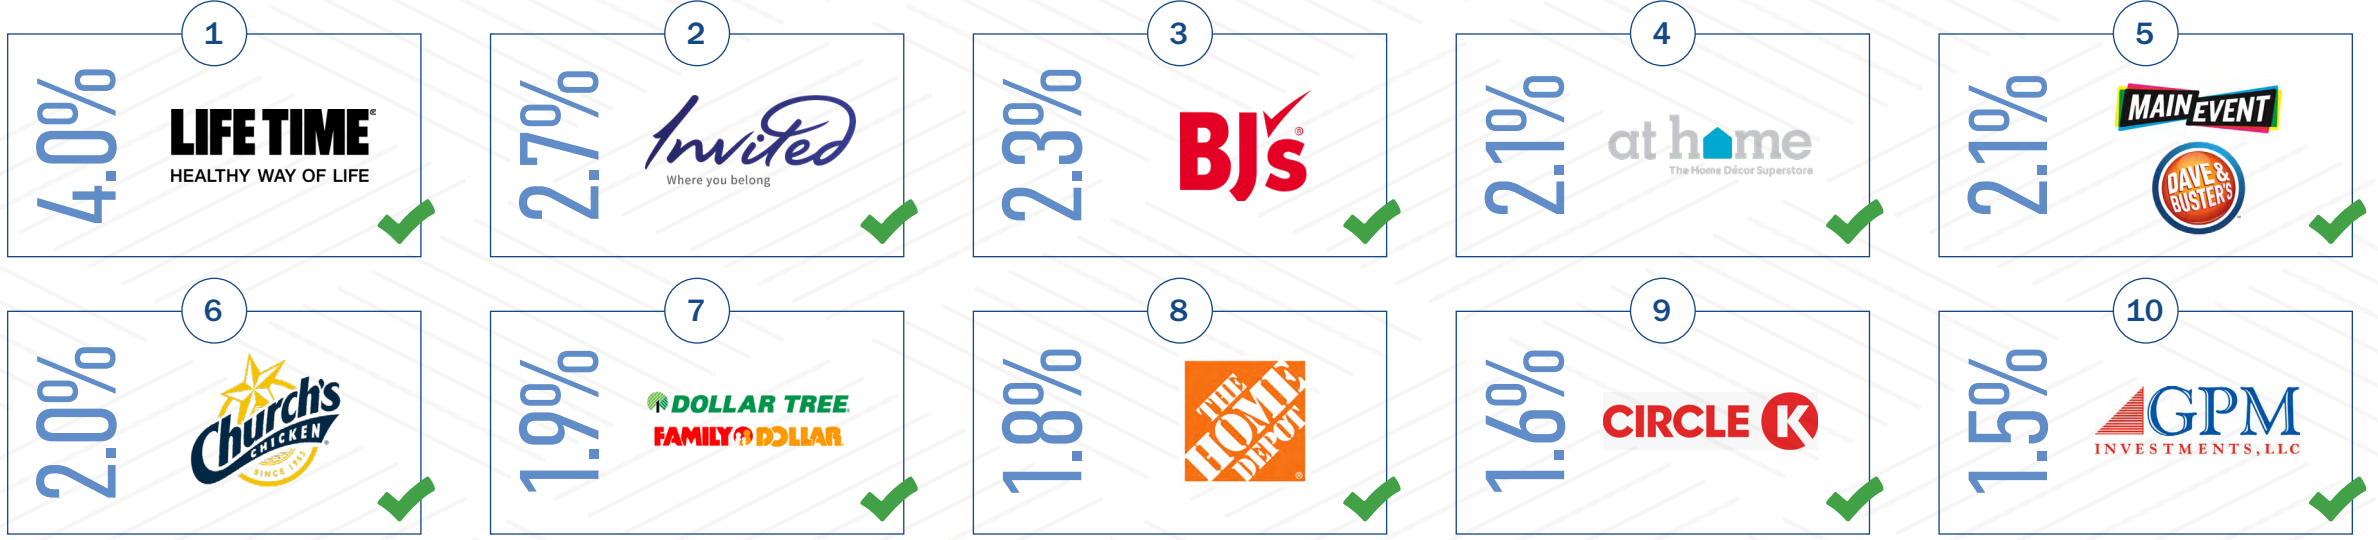 1
4.0%
LIFE TIME®
HEALTHY WAY OF LIFE
2
2.7%
Invited
Where you belong
3
2.3%
BJ's®
4
2.1%
at home
The Home Décor Superstore
5
2.1%
MAIN EVENT
DAVE &
BUSTER'S™
6
2.0%
Church's®
CHICKEN
SINCE 1952
7
1.9%
DOLLAR TREE
FAMILY DOLLAR
8
1.8%
THE
HOME
DEPOT®
9
1.6%
CIRCLE K
10
1.5%
GPM
INVESTMENTS, LLC